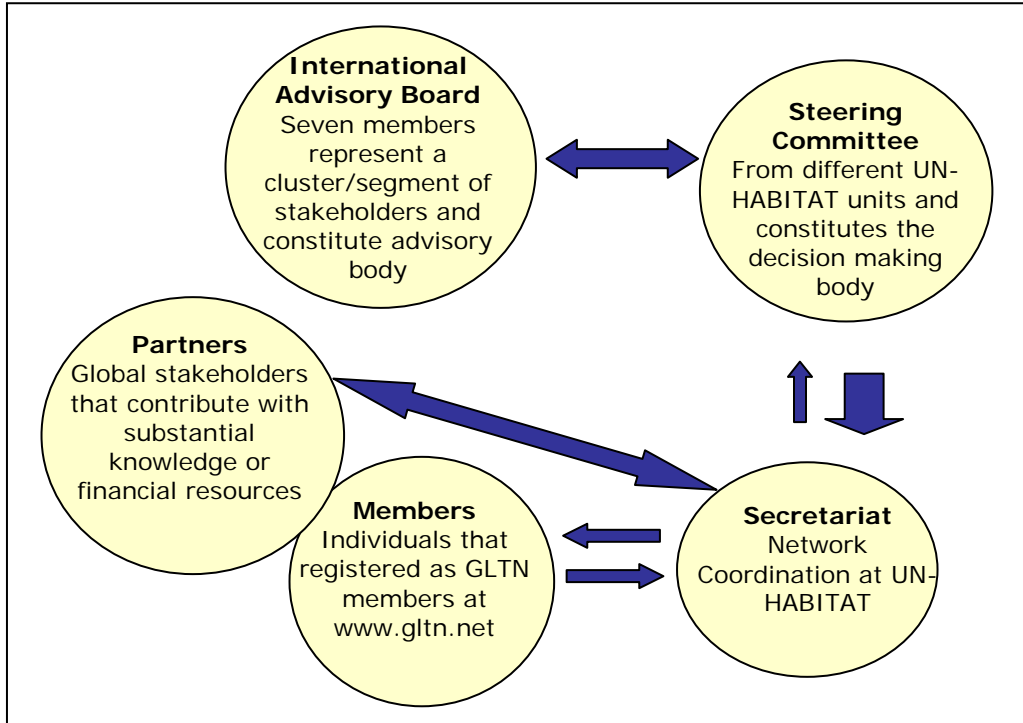 International
Advisory Board
Seven members
represent a
cluster/segment of
stakeholders and
constitute advisory
body
Steering
Committee
From different UN-
HABITAT units and
constitutes the
decision making
body
Partners
Global stakeholders
that contribute with
substantial
knowledge or
financial resources
Members
Individuals that
registered as GLTN
members at
www.gltn.net
Secretariat
Network
Coordination at UN-
HABITAT